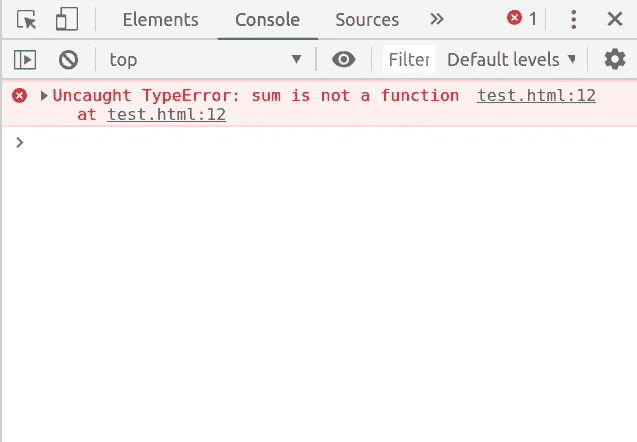 Elements Console Sources 1
top Filter Default levels
Uncaught TypeError: sum is not a function test.html:12
at test.html:12